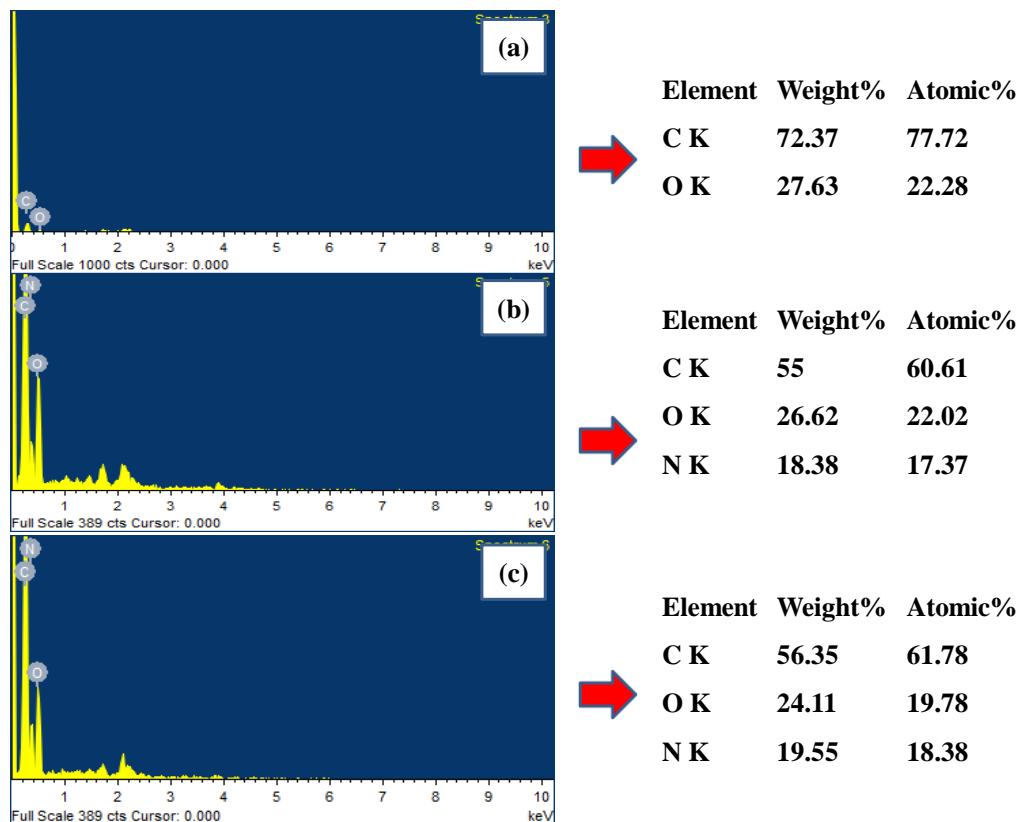 (a)
C
O
0 1 2 3 4 5 6 7 8 9 10
Full Scale 1000 cts Cursor: 0.000 keV
Element Weight% Atomic%
C K 72.37 77.72
O K 27.63 22.28
(b)
N
C
O
1 2 3 4 5 6 7 8 9 10
Full Scale 389 cts Cursor: 0.000 keV
Element Weight% Atomic%
C K 55 60.61
O K 26.62 22.02
N K 18.38 17.37
(c)
N
C
O
1 2 3 4 5 6 7 8 9 10
Full Scale 389 cts Cursor: 0.000 keV
Element Weight% Atomic%
C K 56.35 61.78
O K 24.11 19.78
N K 19.55 18.38